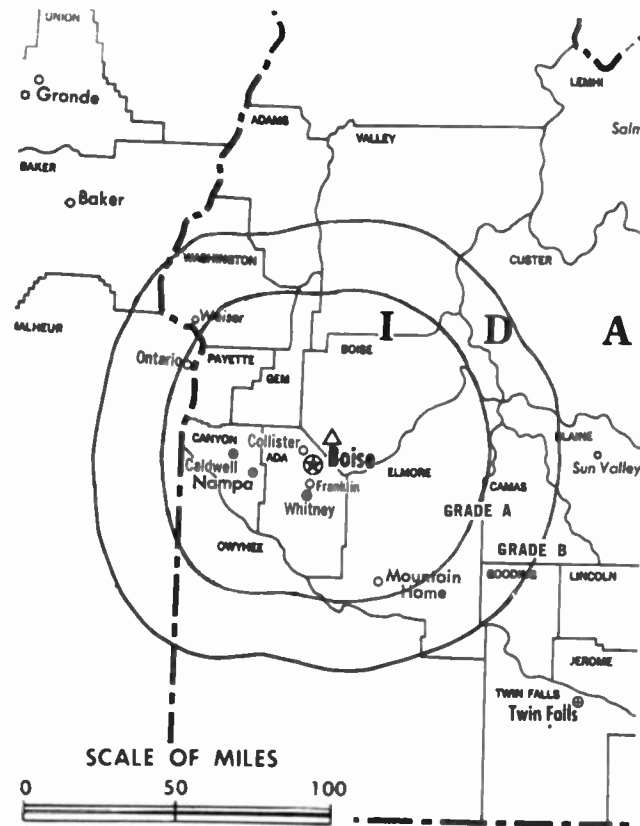 UNION
Grande
LEMHI
ADAMS
VALLEY
Salm
BAKER
Baker
WASHINGTON
CUSTER
MALHEUR
Weiser
I D A
BOISE
Ontario
PAYETTE
GEM
BLAINE
CANYON
Collister
ADA
Boise
Caldwell
ELMORE
Sun Valley
Nampa
Franklin
CAMAS
Whitney
GRADE A
OWYHEE
GRADE B
Mountain
Home
GOODING
LINCOLN
JEROME
TWIN FALLS
Twin Falls
SCALE OF MILES
0 50 100